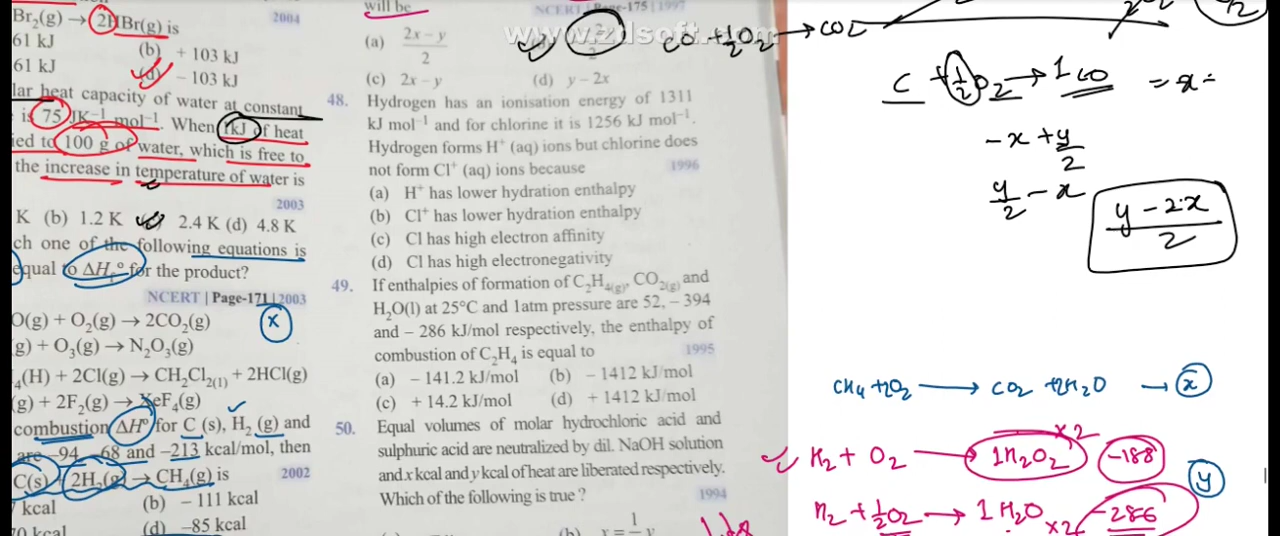 Br₂(g) → 2HBr(g) is
2004
61 kJ
(b) + 103 kJ
61 kJ
(d) – 103 kJ
lar heat capacity of water at constant
is 75 JK⁻¹ mol⁻¹. When 1kJ of heat
ied to 100 g of water, which is free to
the increase in temperature of water is
2003
K (b) 1.2 K 2.4 K (d) 4.8 K
ch one of the following equations is
equal to ΔH for the product?
NCERT | Page-171 | 2003
O(g) + O₂(g) → 2CO₂(g)
(x)
g) + O₃(g) → N₂O₃(g)
₄(H) + 2Cl(g) → CH₂Cl₂(l) + 2HCl(g)
(g) + 2F₂(g) → XeF₄(g)
combustion ΔH° for C (s), H₂ (g) and
are –94, –68 and –213 kcal/mol, then
C(s) 2H₂(g) → CH₄(g) is
2002
7 kcal
(b) – 111 kcal
70 kcal
(d) –85 kcal
will be
NCERT | Page-175 | 1997
(a) 2x – y / 2
www.zdsoft.com
(c) 2x – y (d) y – 2x
48. Hydrogen has an ionisation energy of 1311
kJ mol⁻¹ and for chlorine it is 1256 kJ mol⁻¹.
Hydrogen forms H⁺ (aq) ions but chlorine does
not form Cl⁺ (aq) ions because
1996
(a) H⁺ has lower hydration enthalpy
(b) Cl⁺ has lower hydration enthalpy
(c) Cl has high electron affinity
(d) Cl has high electronegativity
49. If enthalpies of formation of C₂H₄(g), CO₂(g) and
H₂O(l) at 25°C and 1atm pressure are 52, – 394
and – 286 kJ/mol respectively, the enthalpy of
combustion of C₂H₄ is equal to
1995
(a) – 141.2 kJ/mol (b) – 1412 kJ/mol
(c) + 14.2 kJ/mol (d) + 1412 kJ/mol
50. Equal volumes of molar hydrochloric acid and
sulphuric acid are neutralized by dil. NaOH solution
and x kcal and y kcal of heat are liberated respectively.
Which of the following is true ?
1994
CO + ½O₂ → CO₂
C + ½O₂ → 1CO = x =
-x + y/2
y/2 - x
y - 2x / 2
CH₄ + 2O₂ → CO₂ + 2H₂O → (x)
×2
H₂ + O₂ → 1H₂O₂ -188
(y)
H₂ + ½O₂ → 1H₂O ×2 -286